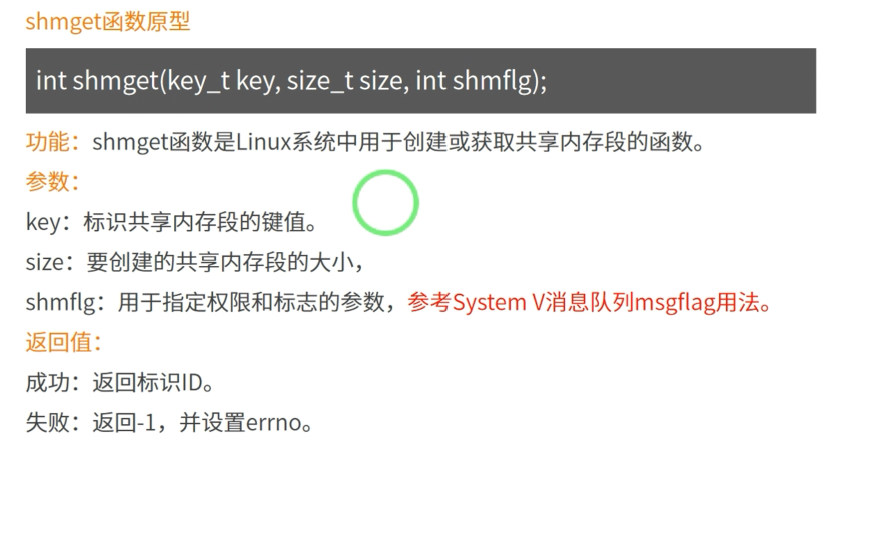 shmget函数原型
int shmget(key_t key, size_t size, int shmflg);
功能：shmget函数是Linux系统中用于创建或获取共享内存段的函数。
参数：
key：标识共享内存段的键值。
size：要创建的共享内存段的大小，
shmflg：用于指定权限和标志的参数，参考System V消息队列msgflag用法。
返回值：
成功：返回标识ID。
失败：返回-1，并设置errno。